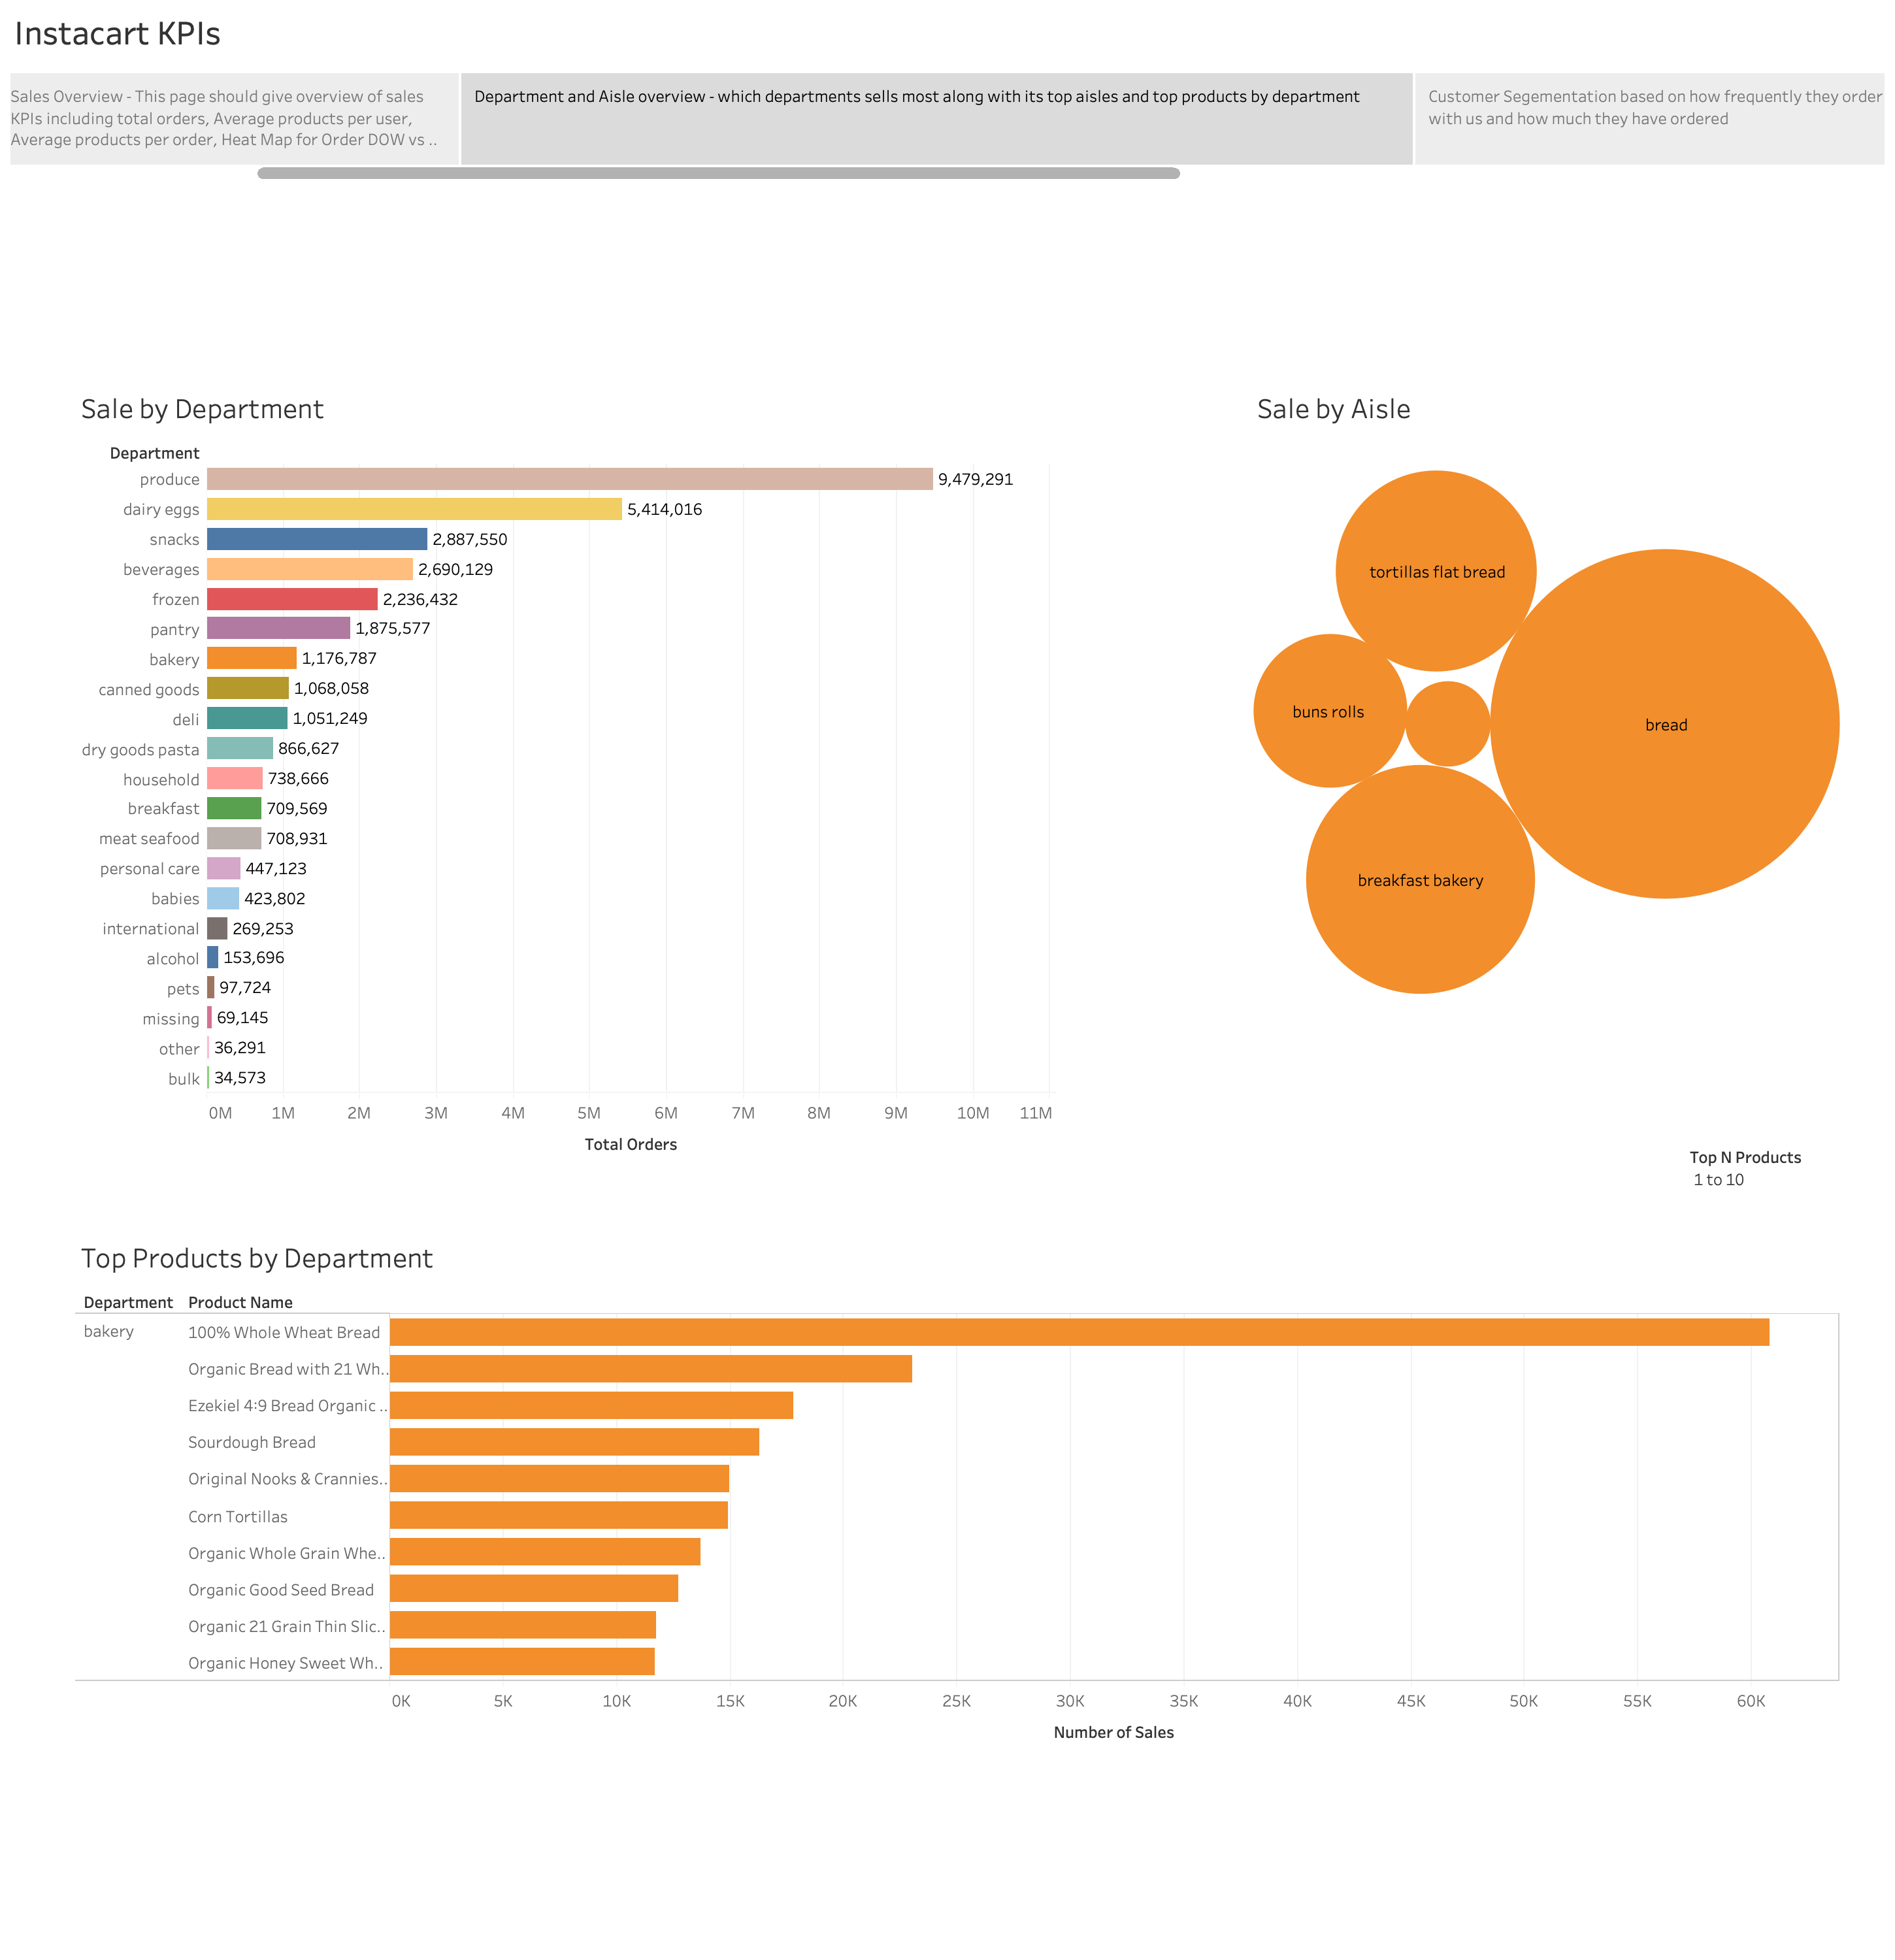 Instacart KPIs
Sales Overview - This page should give overview of sales
KPIs including total orders, Average products per user,
Average products per order, Heat Map for Order DOW vs ..
Department and Aisle overview - which departments sells most along with its top aisles and top products by department
Customer Segementation based on how frequently they order
with us and how much they have ordered
Sale by Department
Department
produce 9,479,291
dairy eggs 5,414,016
snacks 2,887,550
beverages 2,690,129
frozen 2,236,432
pantry 1,875,577
bakery 1,176,787
canned goods 1,068,058
deli 1,051,249
dry goods pasta 866,627
household 738,666
breakfast 709,569
meat seafood 708,931
personal care 447,123
babies 423,802
international 269,253
alcohol 153,696
pets 97,724
missing 69,145
other 36,291
bulk 34,573
0M 1M 2M 3M 4M 5M 6M 7M 8M 9M 10M 11M
Total Orders
Sale by Aisle
tortillas flat bread
buns rolls
bread
breakfast bakery
Top N Products
1 to 10
Top Products by Department
Department Product Name
bakery 100% Whole Wheat Bread
Organic Bread with 21 Wh..
Ezekiel 4:9 Bread Organic ..
Sourdough Bread
Original Nooks & Crannies..
Corn Tortillas
Organic Whole Grain Whe..
Organic Good Seed Bread
Organic 21 Grain Thin Slic..
Organic Honey Sweet Wh..
0K 5K 10K 15K 20K 25K 30K 35K 40K 45K 50K 55K 60K
Number of Sales